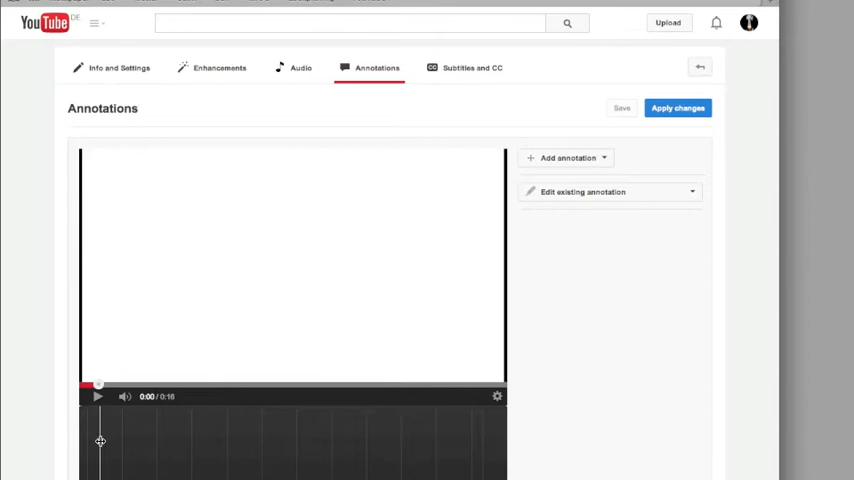 YouTube DE
Upload
Info and Settings
Enhancements
Audio
Annotations
CC Subtitles and CC
Annotations
Save
Apply changes
+ Add annotation
Edit existing annotation
0:00 / 0:16